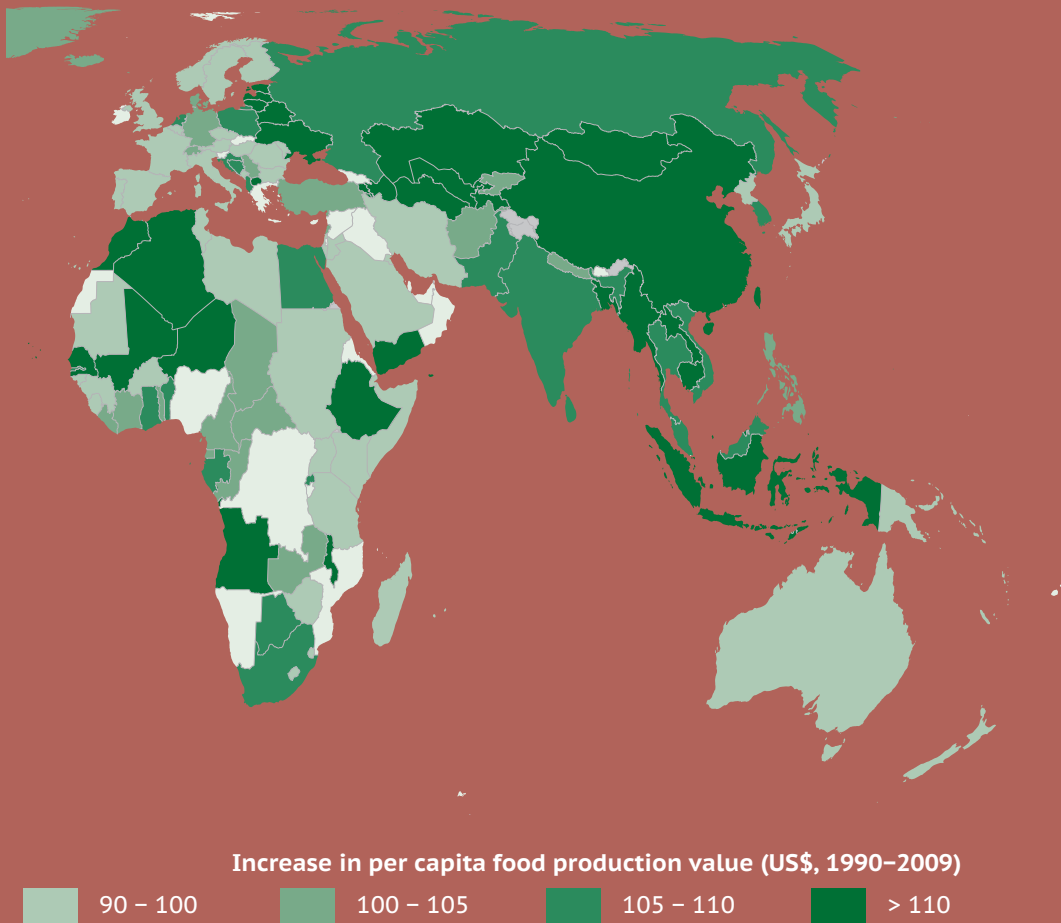 Increase in per capita food production value (US$, 1990–2009)
90 – 100 100 – 105 105 – 110 > 110